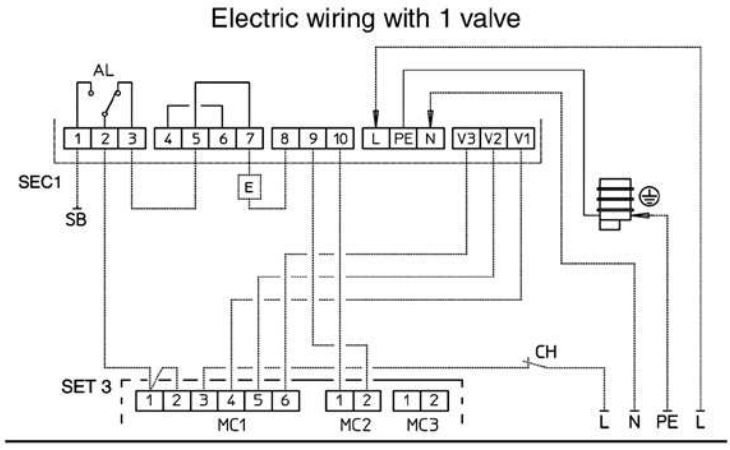 Electric wiring with 1 valve
AL
1 2 3 4 5 6 7 8 9 10 L PE N V3 V2 V1
SEC1
E
SB
CH
SET 3
1 2 3 4 5 6 1 2 1 2
MC1 MC2 MC3
L N PE L